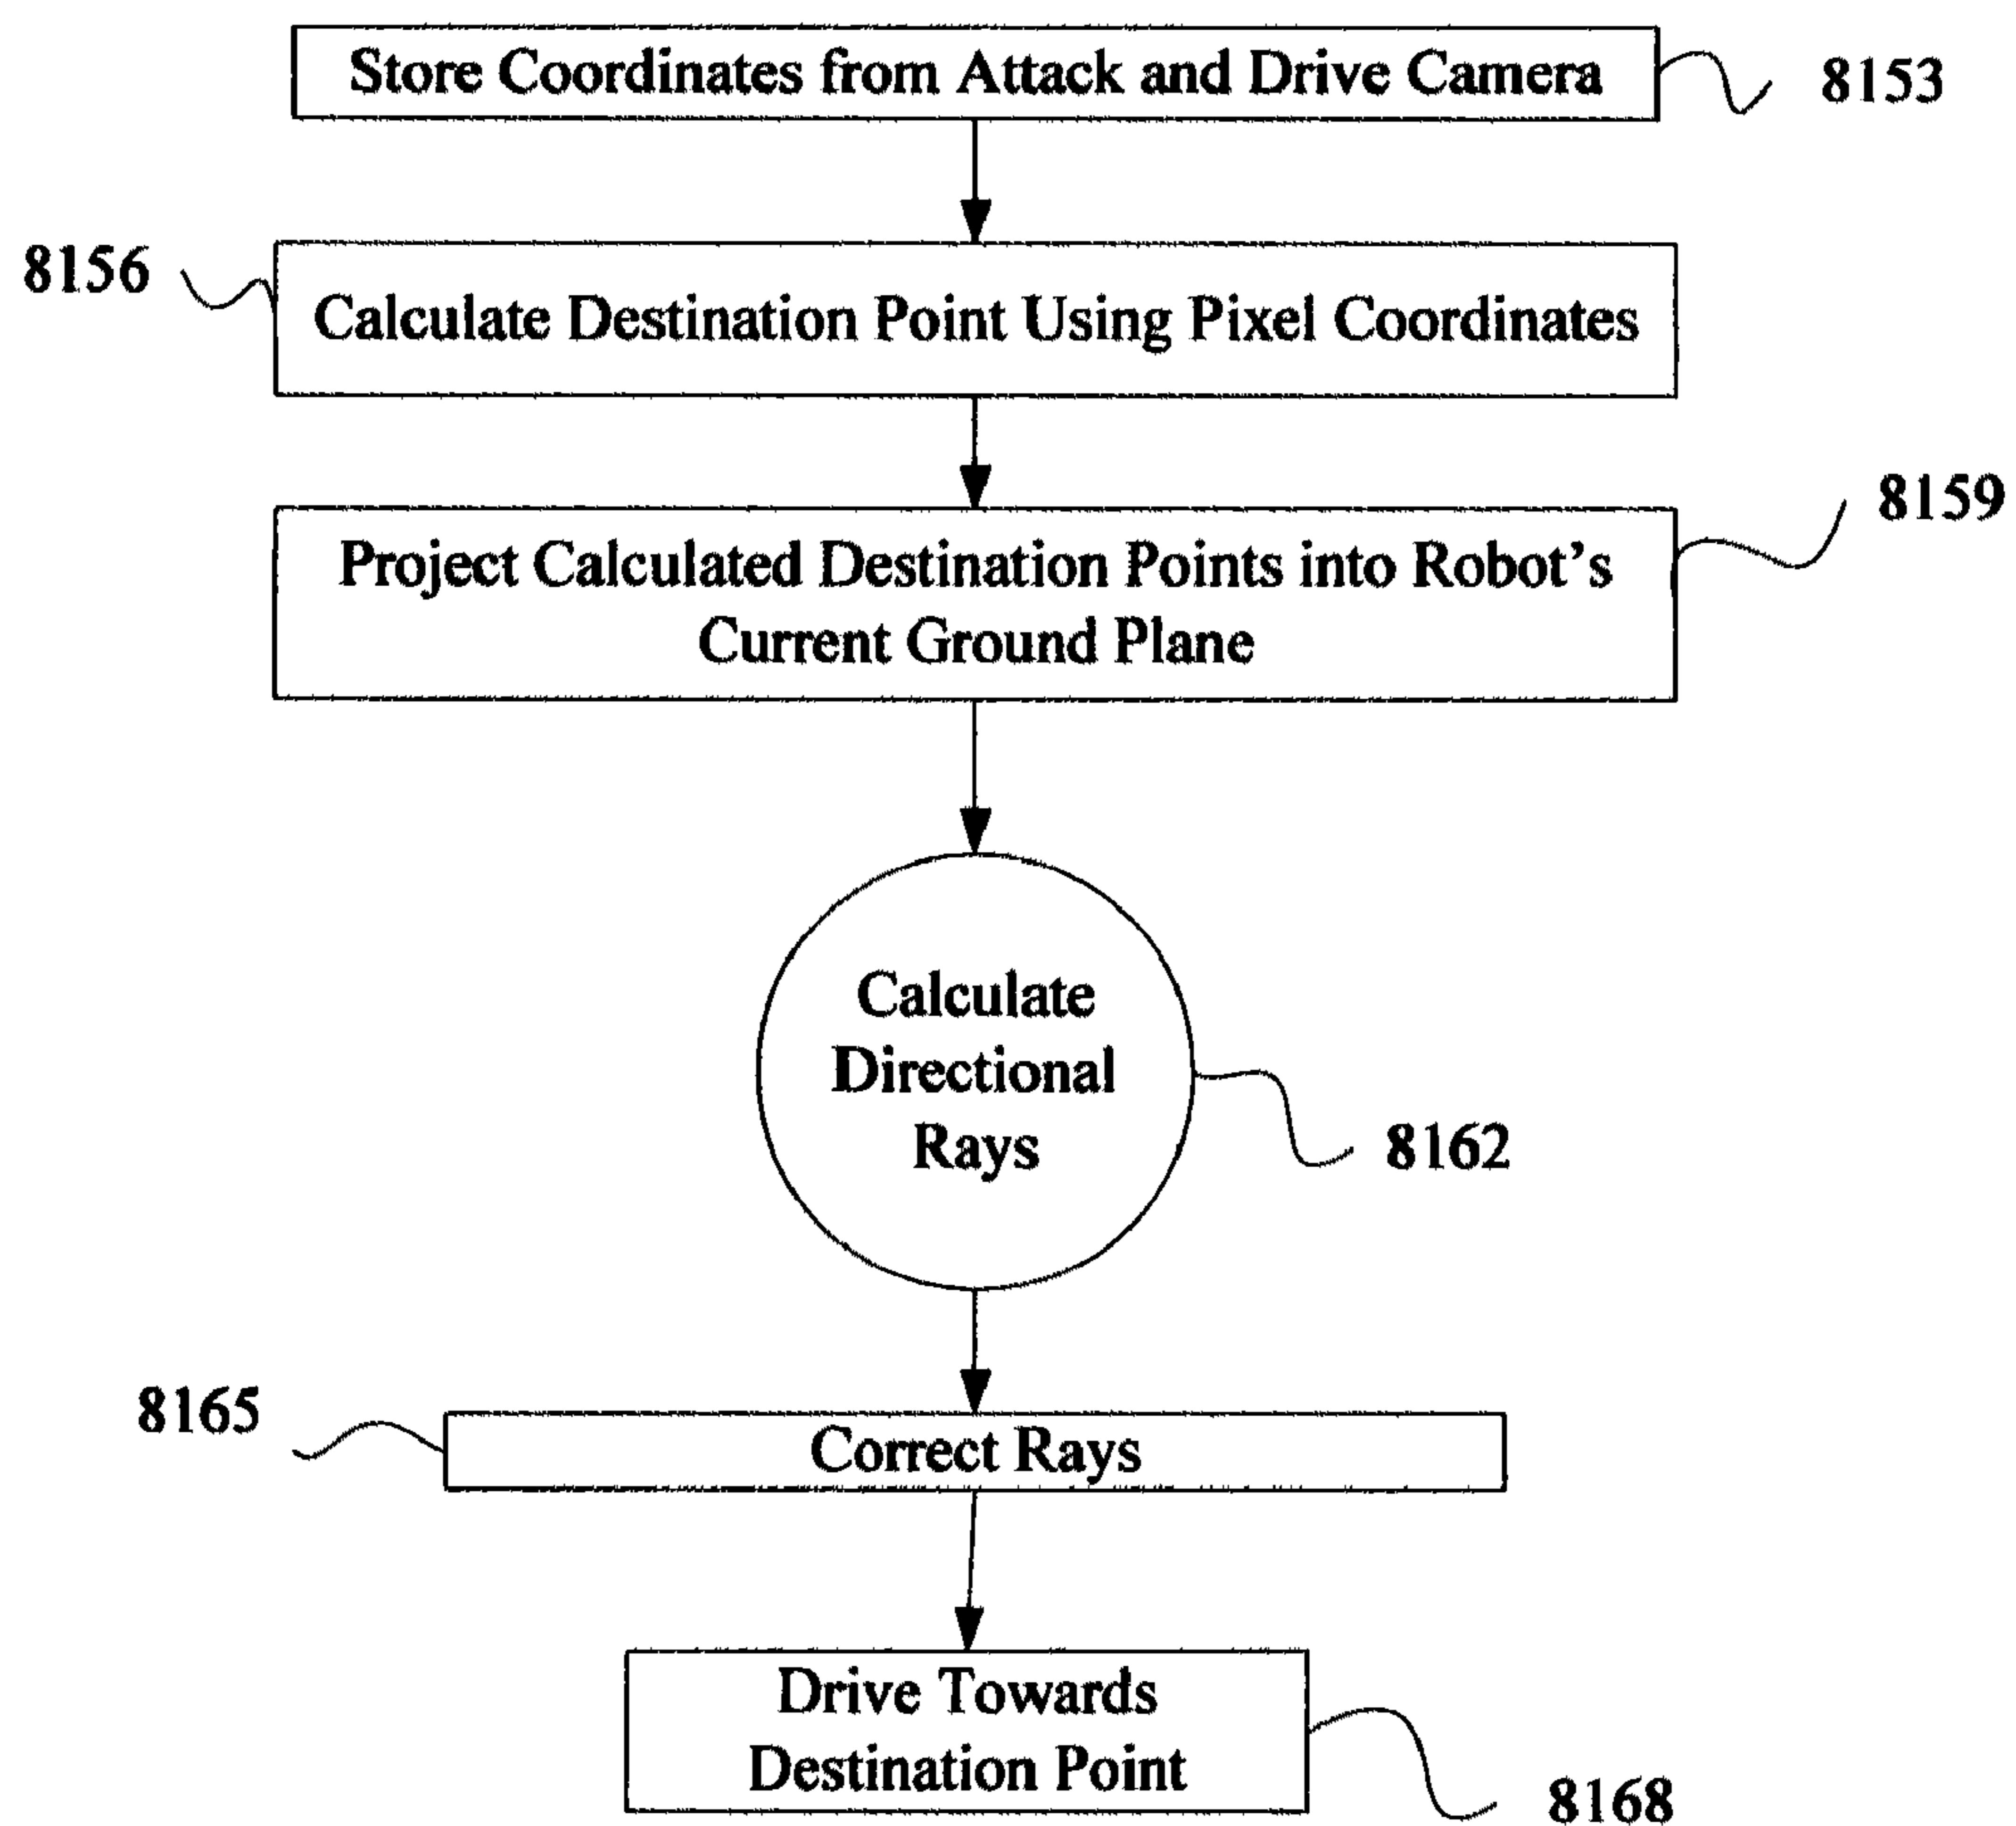 Store Coordinates from Attack and Drive Camera
8153
8156
Calculate Destination Point Using Pixel Coordinates
8159
Project Calculated Destination Points into Robot's
Current Ground Plane
Calculate
Directional
Rays
8162
8165
Correct Rays
Drive Towards
Destination Point
8168